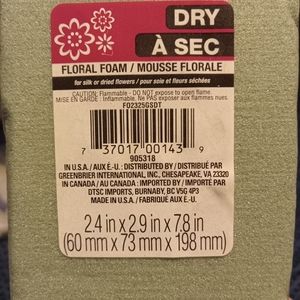 DRY
À SEC
FLORAL FOAM / MOUSSE FLORALE
for silk or dried flowers / pour soie et fleurs séchées
CAUTION: Flammable - DO NOT expose to open flame.
MISE EN GARDE : Inflammable. Ne PAS exposer aux flammes nues.
FO2325GSDT
7 37017 00143 9
905318
IN U.S.A. / AUX É.-U. : DISTRIBUTED BY / DISTRIBUÉ PAR
GREENBRIER INTERNATIONAL, INC., CHESAPEAKE, VA 23320
IN CANADA / AU CANADA : IMPORTED BY / IMPORTÉ PAR
DTSC IMPORTS, BURNABY, BC V5G 4P3
MADE IN U.S.A. / FABRIQUÉ AUX É.-U.
2.4 in x 2.9 in x 7.8 in
(60 mm x 73 mm x 198 mm)